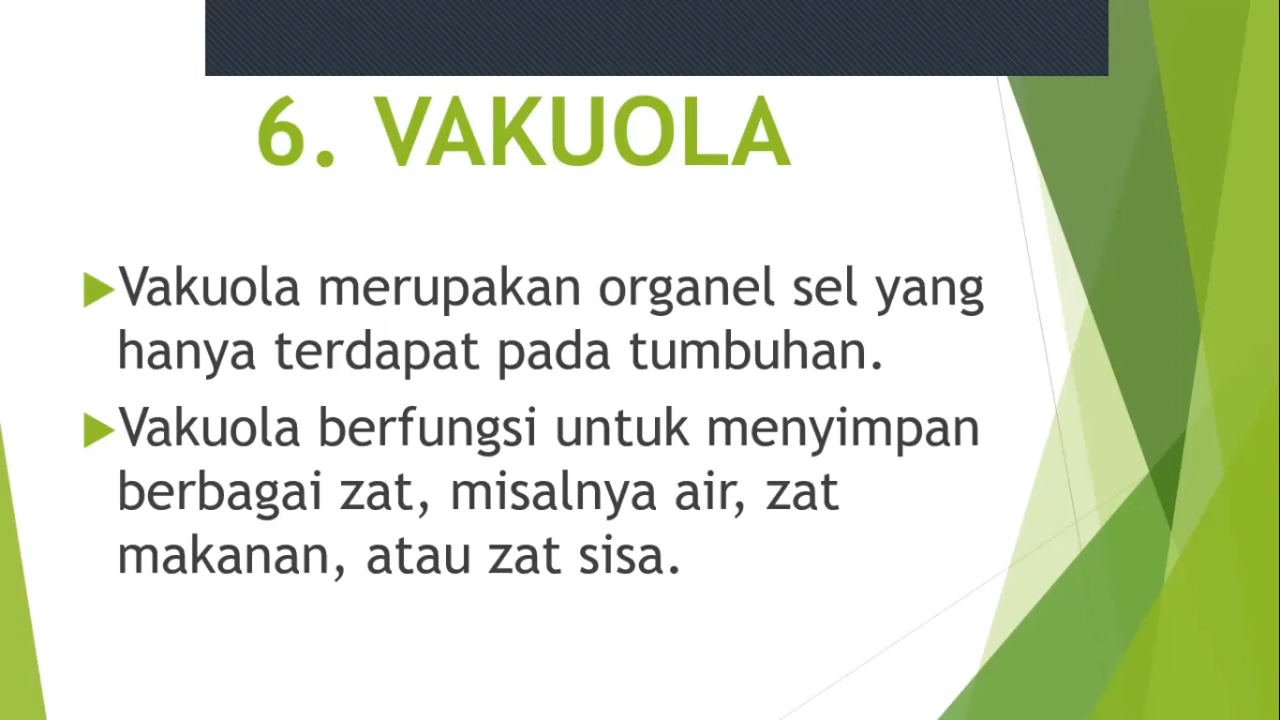 6. VAKUOLA
Vakuola merupakan organel sel yang
hanya terdapat pada tumbuhan.
Vakuola berfungsi untuk menyimpan
berbagai zat, misalnya air, zat
makanan, atau zat sisa.